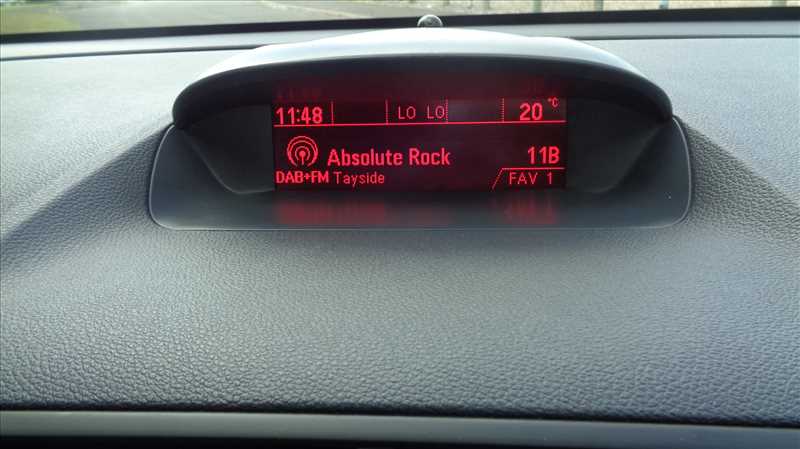 11:48 LO LO 20 °C
Absolute Rock 11B
DAB+FM Tayside FAV 1